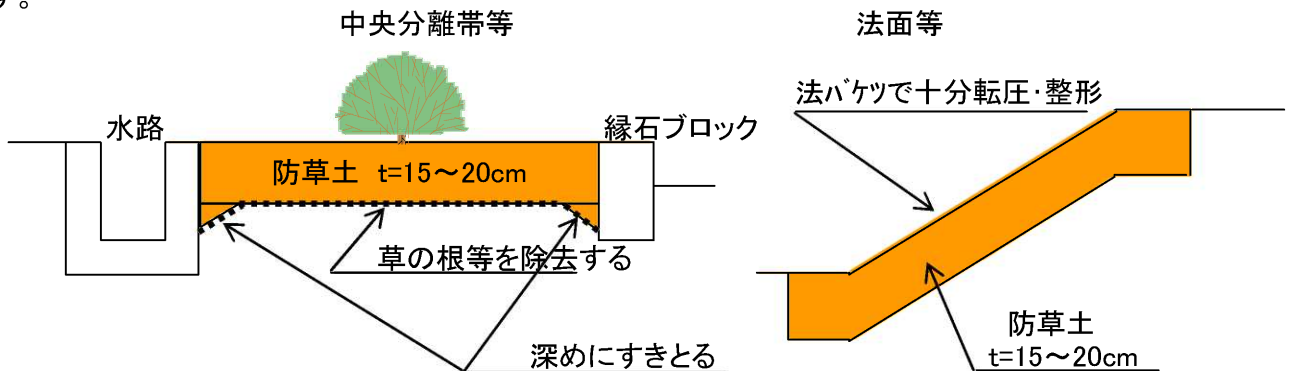 す。
中央分離帯等
法面等
法ﾊﾞｹﾂで十分転圧･整形
水路
縁石ブロック
防草土 t=15～20cm
草の根等を除去する
防草土
t=15～20cm
深めにすきとる